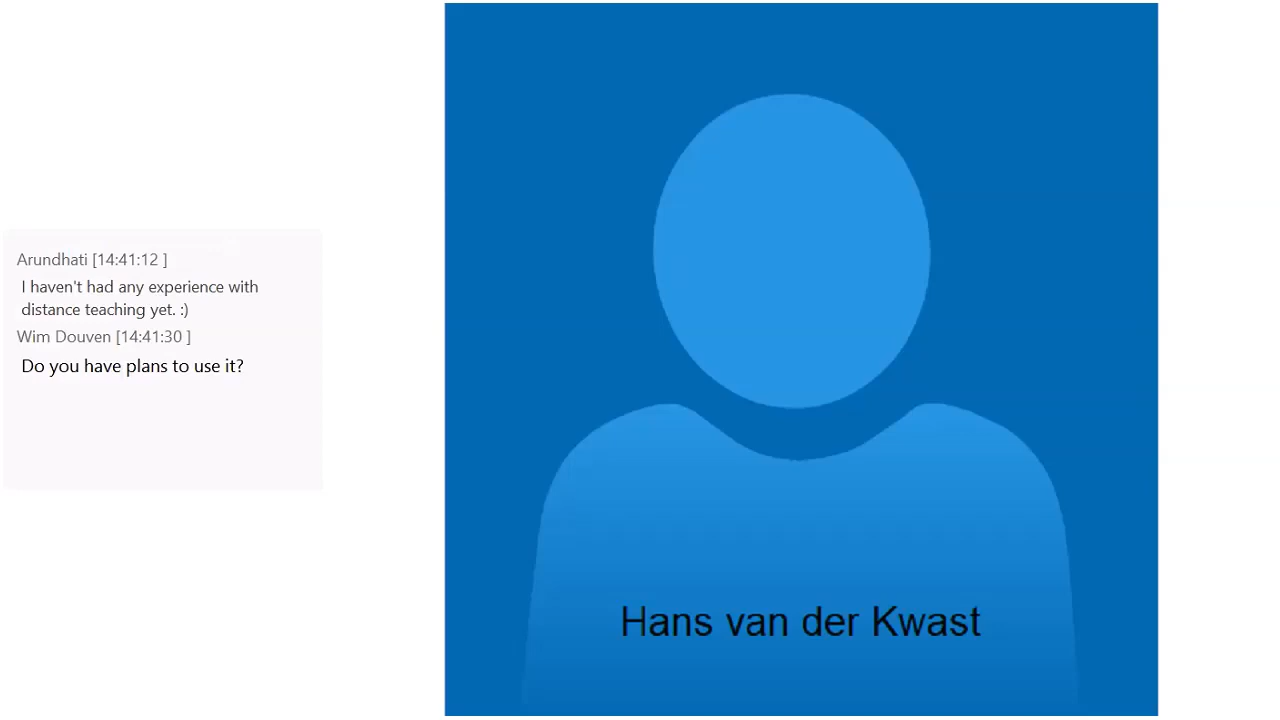 Arundhati [14:41:12 ]
I haven't had any experience with
distance teaching yet. :)
Wim Douven [14:41:30 ]
Do you have plans to use it?
Hans van der Kwast